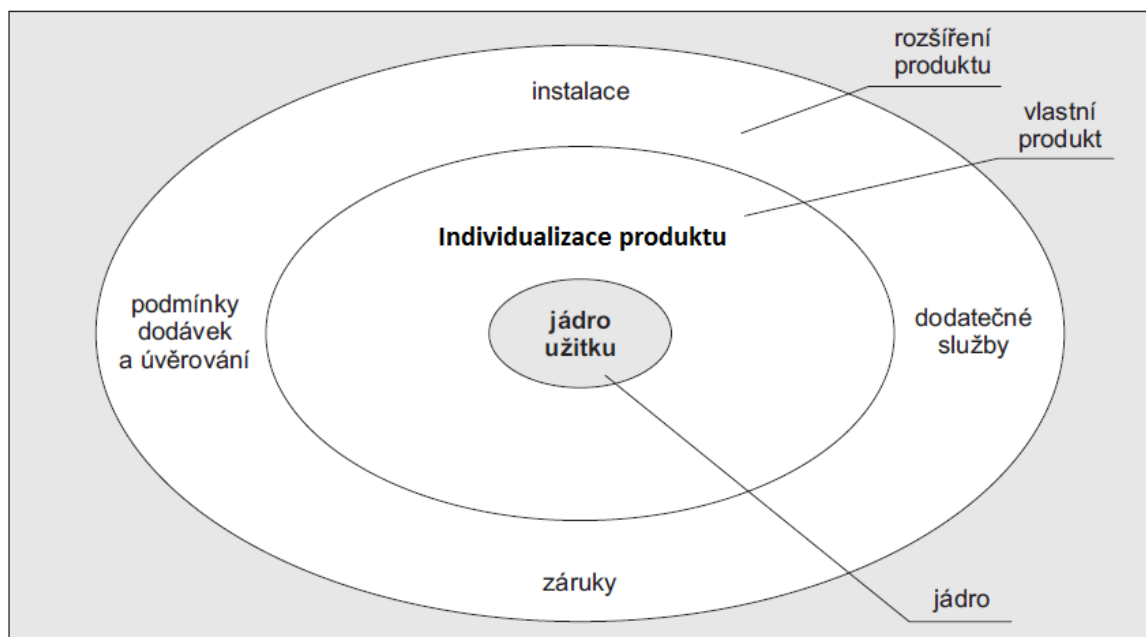 rozšíření
produktu
instalace
vlastní
produkt
Individualizace produktu
podmínky
dodávek
a úvěrování
jádro
užitku
dodatečné
služby
záruky
jádro